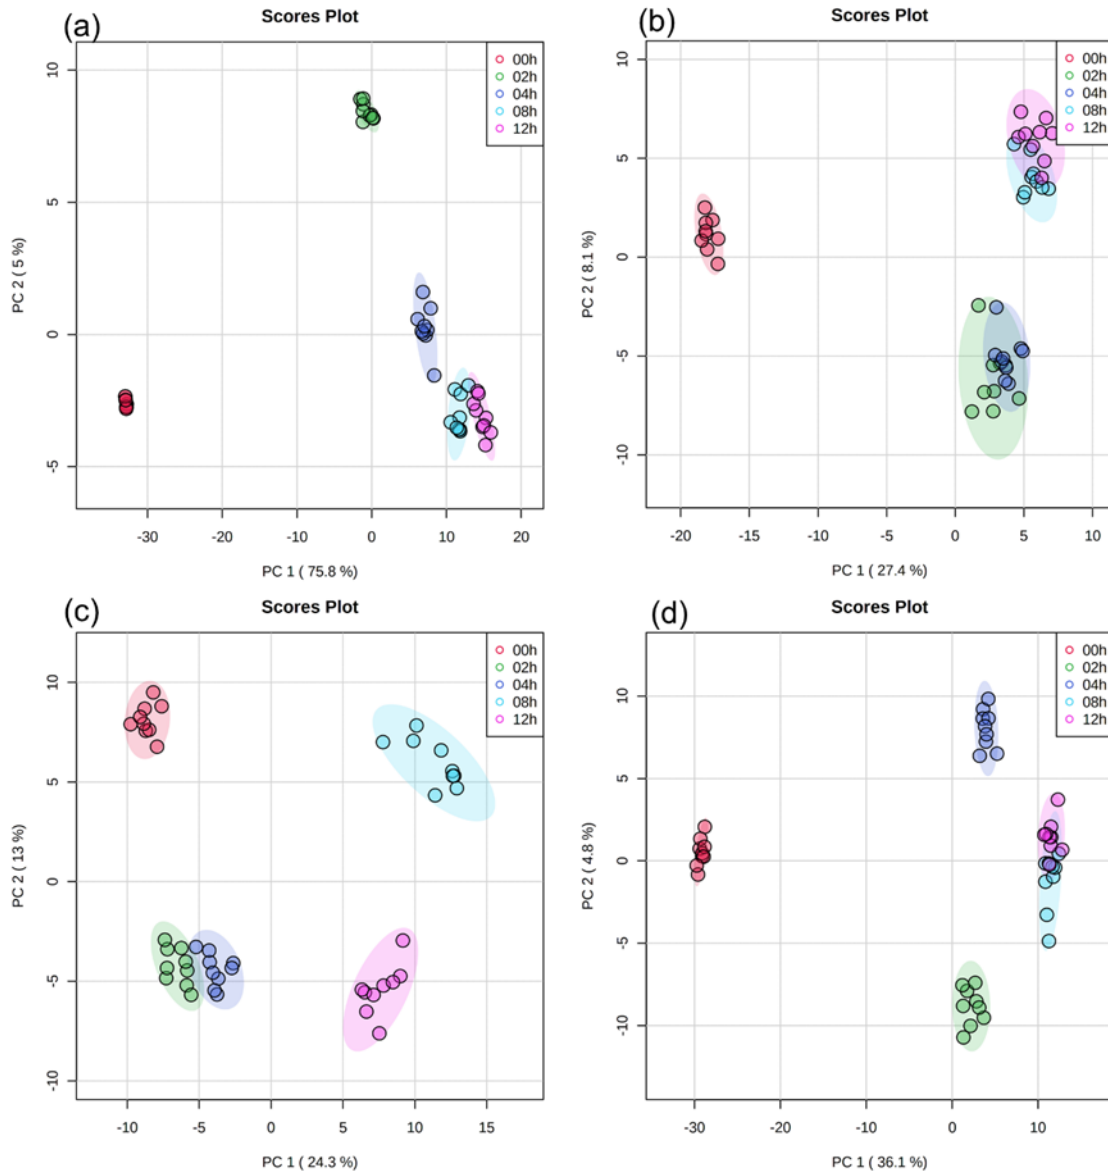 (a)
Scores Plot
00h
02h
04h
08h
12h
10
5
0
-5
PC 2 ( 5 %)
-30
-20
-10
0
10
20
PC 1 ( 75.8 %)
(b)
Scores Plot
00h
02h
04h
08h
12h
10
5
0
-5
-10
PC 2 ( 8.1 %)
-20
-15
-10
-5
0
5
10
PC 1 ( 27.4 %)
(c)
Scores Plot
00h
02h
04h
08h
12h
10
5
0
-5
-10
PC 2 ( 13 %)
-10
-5
0
5
10
15
PC 1 ( 24.3 %)
(d)
Scores Plot
00h
02h
04h
08h
12h
10
5
0
-5
-10
PC 2 ( 4.8 %)
-30
-20
-10
0
10
PC 1 ( 36.1 %)